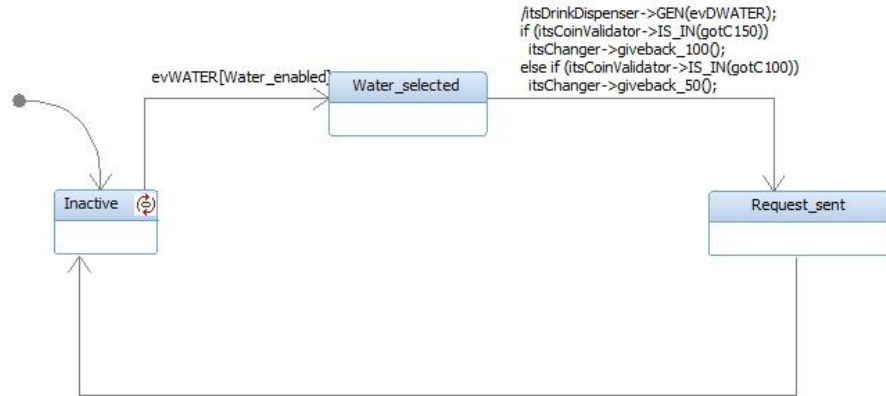 /itsDrinkDispenser->GEN(evDWATER);
if (itsCoinValidator->IS_IN(gotC150))
itsChanger->giveback_100();
else if (itsCoinValidator->IS_IN(gotC100))
itsChanger->giveback_50();
evWATER[Water_enabled]
Water_selected
Inactive
Request_sent